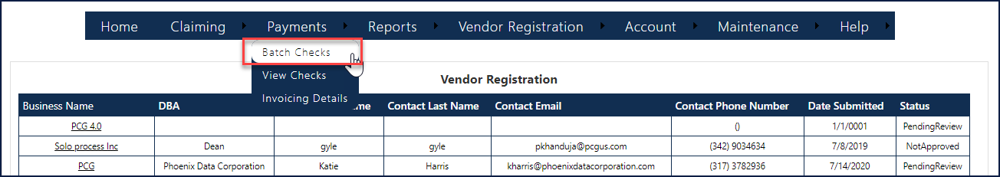 Home Claiming Payments Reports Vendor Registration Account Maintenance Help
Batch Checks
View Checks
Invoicing Details
Vendor Registration
Business Name DBA me Contact Last Name Contact Email Contact Phone Number Date Submitted Status
PCG 4.0 () 1/1/0001 PendingReview
Solo process Inc Dean gyle gyle pkhanduja@pcgus.com (342) 9034634 7/8/2019 NotApproved
PCG Phoenix Data Corporation Katie Harris kharris@phoenixdatacorporation.com (317) 3782936 7/14/2020 PendingReview